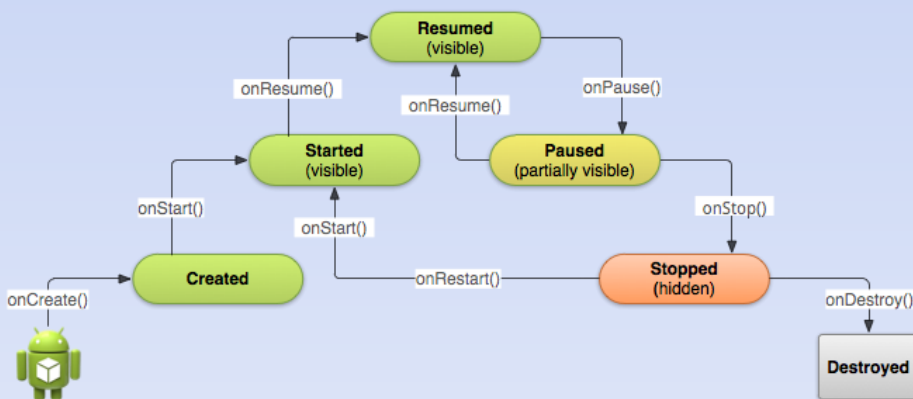 Resumed
(visible)
onResume()
onResume()
onPause()
Started
(visible)
Paused
(partially visible)
onStart()
onStart()
onStop()
Created
onRestart()
Stopped
(hidden)
onCreate()
onDestroy()
Destroyed